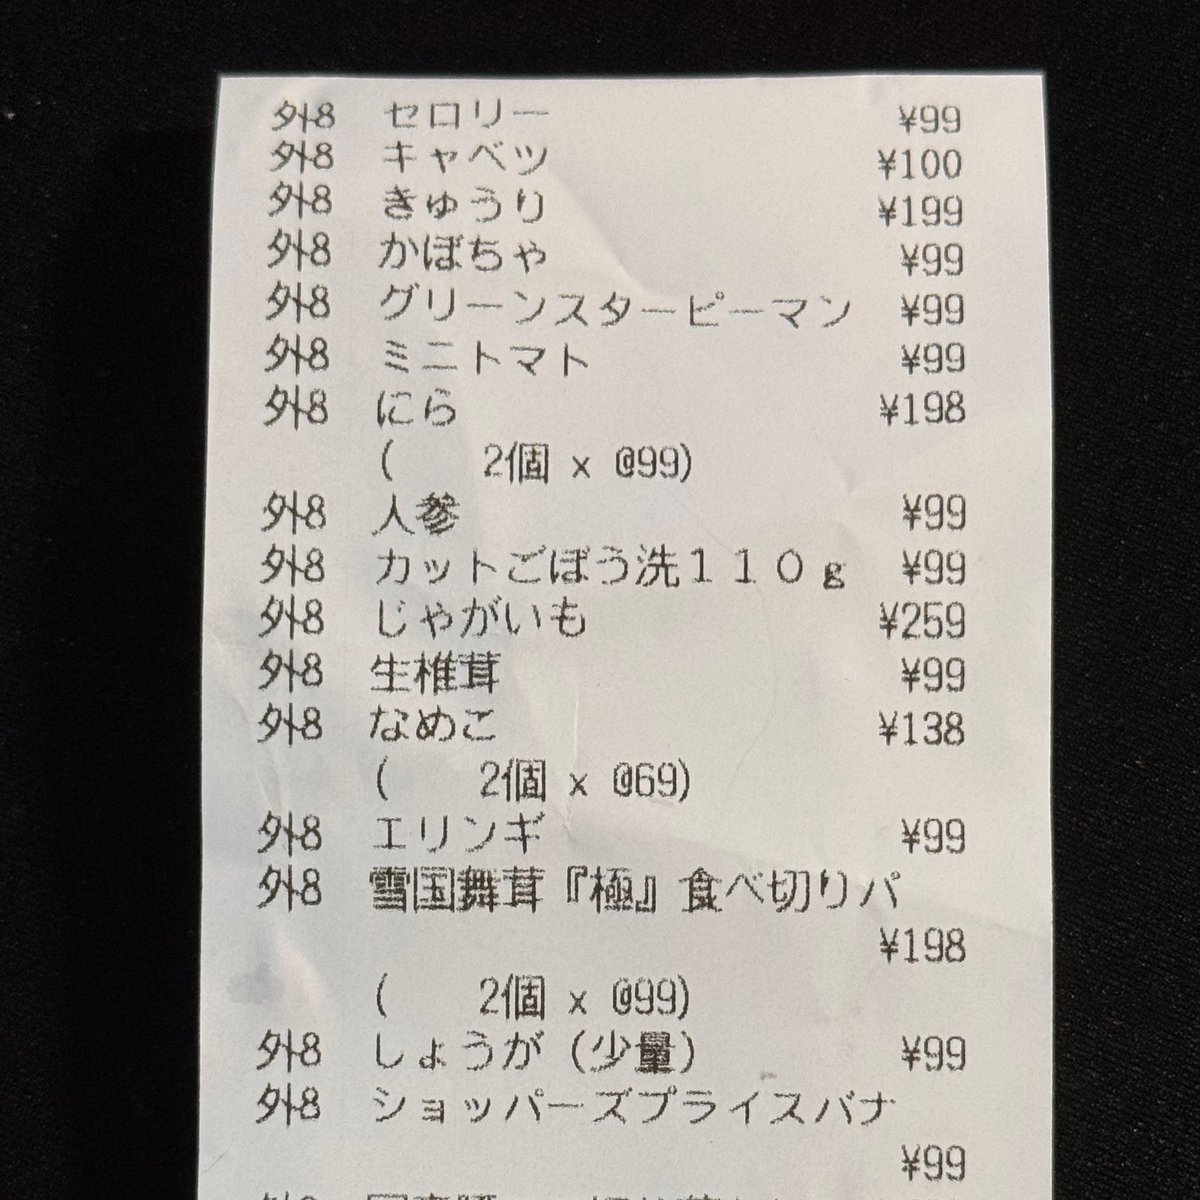 外8 セロリー ¥99
外8 キャベツ ¥100
外8 きゅうり ¥199
外8 かぼちゃ ¥99
外8 グリーンスターピーマン ¥99
外8 ミニトマト ¥99
外8 にら ¥198
( 2個 x @99)
外8 人参 ¥99
外8 カットごぼう洗１１０ｇ ¥99
外8 じゃがいも ¥259
外8 生椎茸 ¥99
外8 なめこ ¥138
( 2個 x @69)
外8 エリンギ ¥99
外8 雪国舞茸『極』食べ切りパ
¥198
( 2個 x @99)
外8 しょうが（少量） ¥99
外8 ショッパーズプライスバナ
¥99